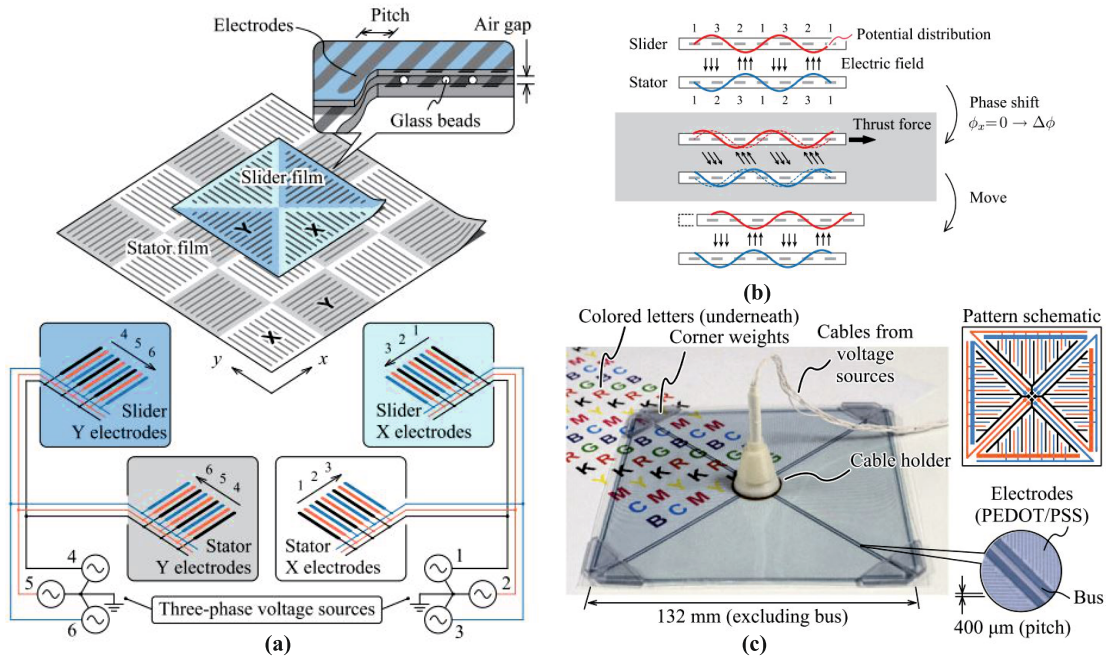 Electrodes
Pitch
Air gap
Glass beads
Slider film
Y
X
Stator film
Y
X
y
x
4
5
6
Slider
Y electrodes
1
2
3
Slider
X electrodes
6
5
4
Stator
Y electrodes
1
2
3
Stator
X electrodes
4
5
6
Three-phase voltage sources
1
2
3
(a)
1 3 2 1 3 2 1
Slider
Potential distribution
Electric field
Stator
1 2 3 1 2 3 1
Phase shift
ϕx=0 → Δϕ
Thrust force
Move
(b)
Colored letters (underneath)
Corner weights
Cables from
voltage
sources
Pattern schematic
Cable holder
Electrodes
(PEDOT/PSS)
Bus
132 mm (excluding bus)
400 μm (pitch)
(c)